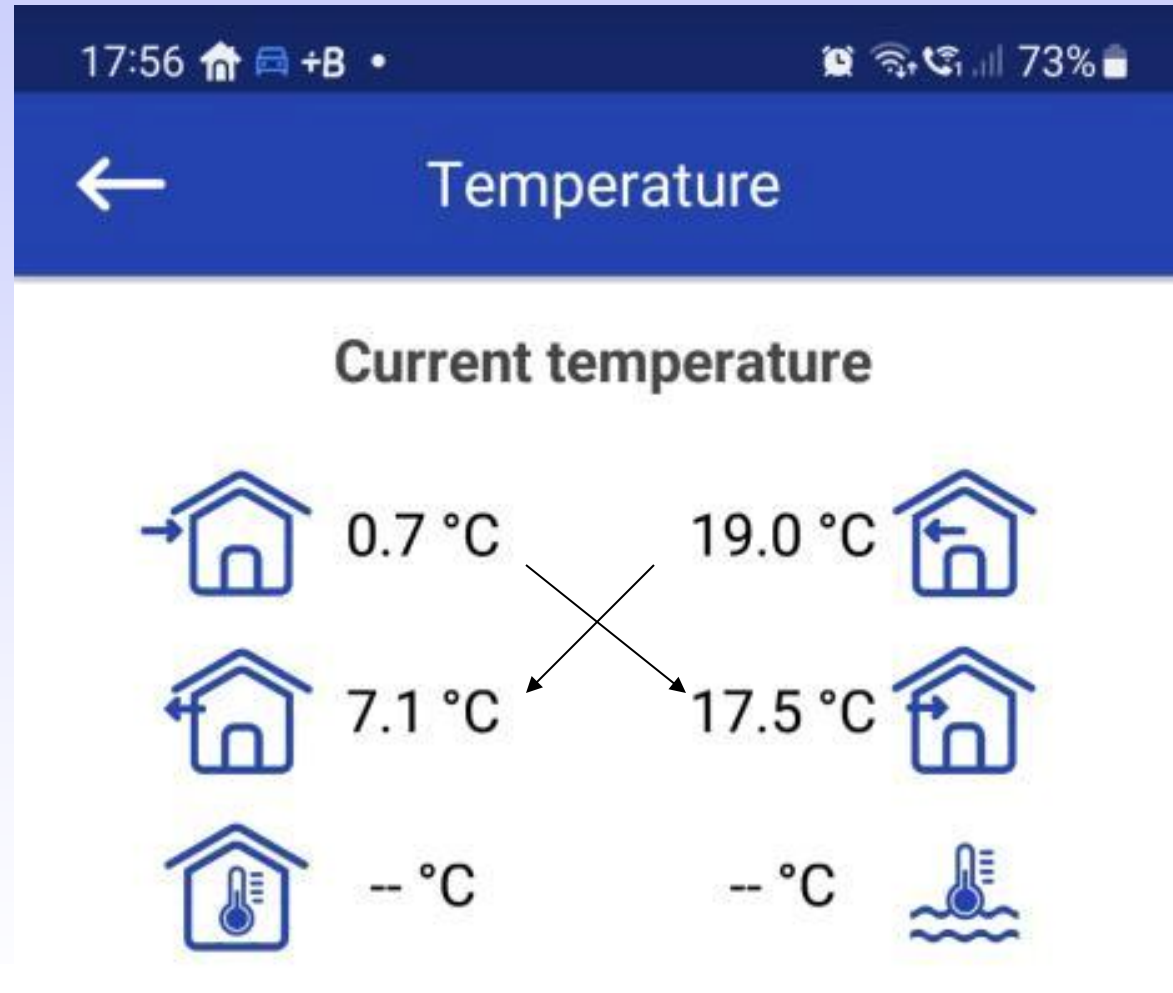 17:56 +B • 73%
Temperature
Current temperature
0.7 °C 19.0 °C
7.1 °C 17.5 °C
-- °C -- °C